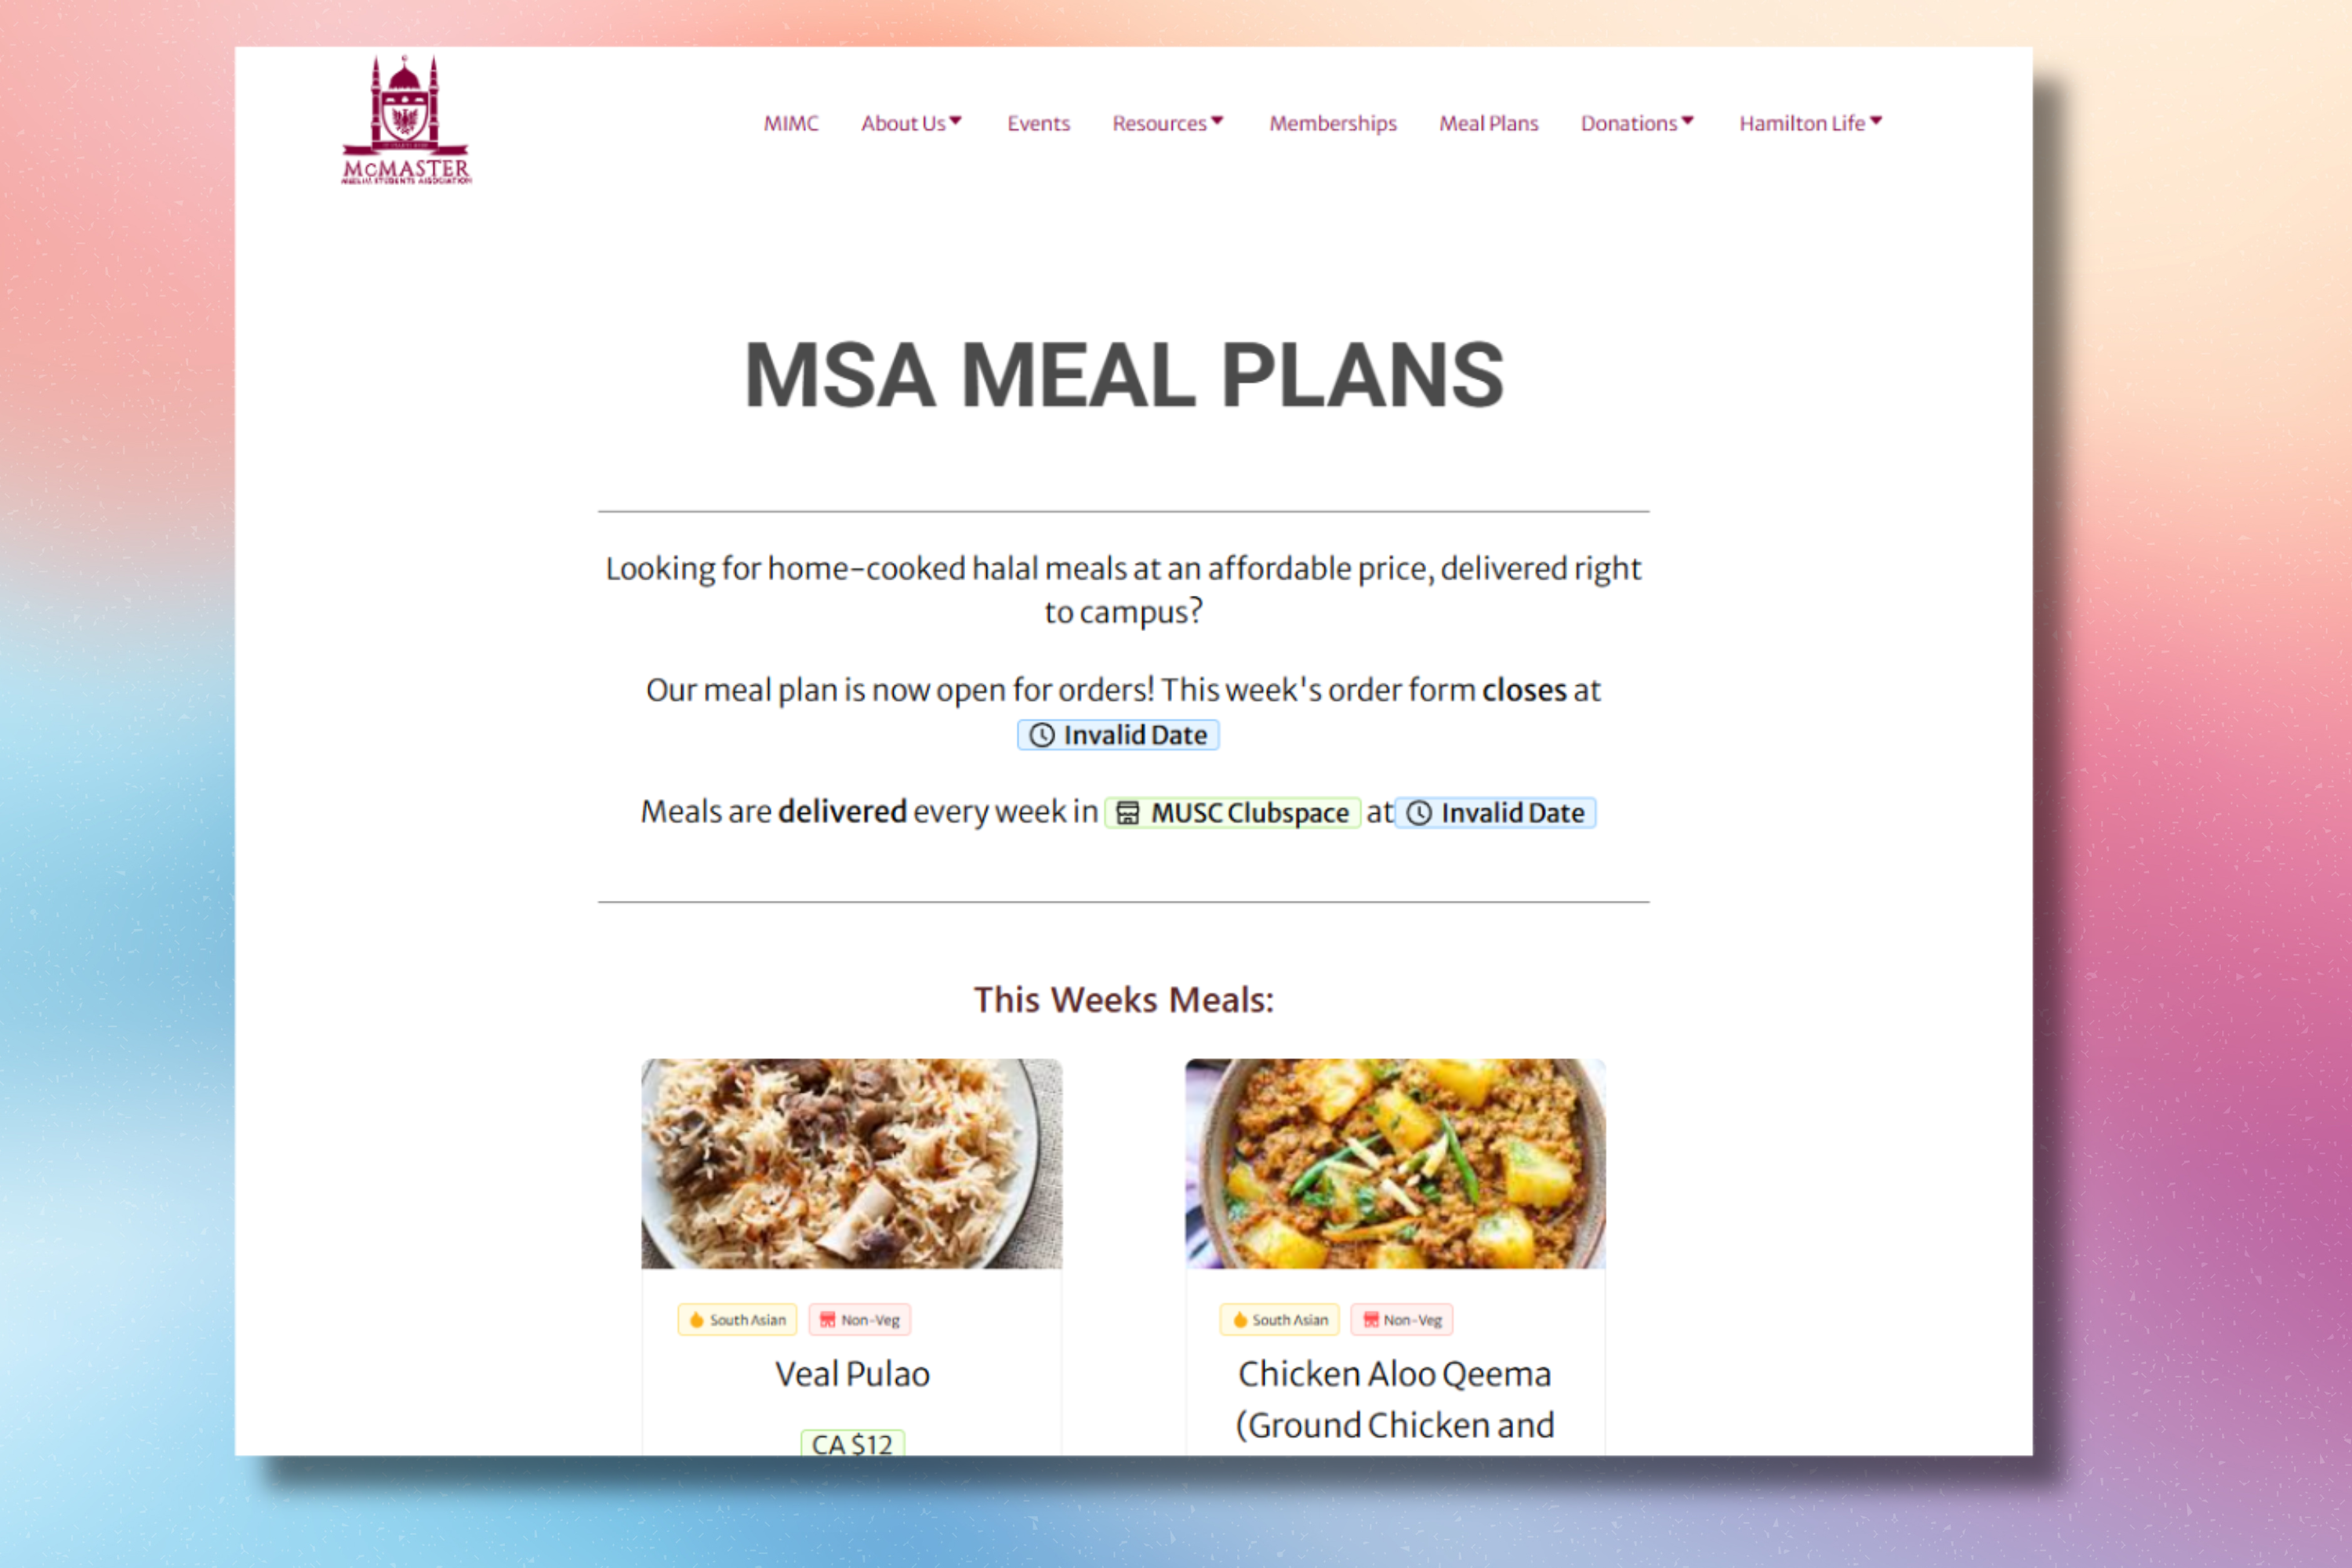 McMASTER
MUSLIM STUDENTS ASSOCIATION
MIMC About Us Events Resources Memberships Meal Plans Donations Hamilton Life
MSA MEAL PLANS
Looking for home-cooked halal meals at an affordable price, delivered right
to campus?
Our meal plan is now open for orders! This week's order form closes at
Invalid Date
Meals are delivered every week in MUSC Clubspace at Invalid Date
This Weeks Meals:
South Asian Non-Veg
Veal Pulao
CA $12
South Asian Non-Veg
Chicken Aloo Qeema
(Ground Chicken and